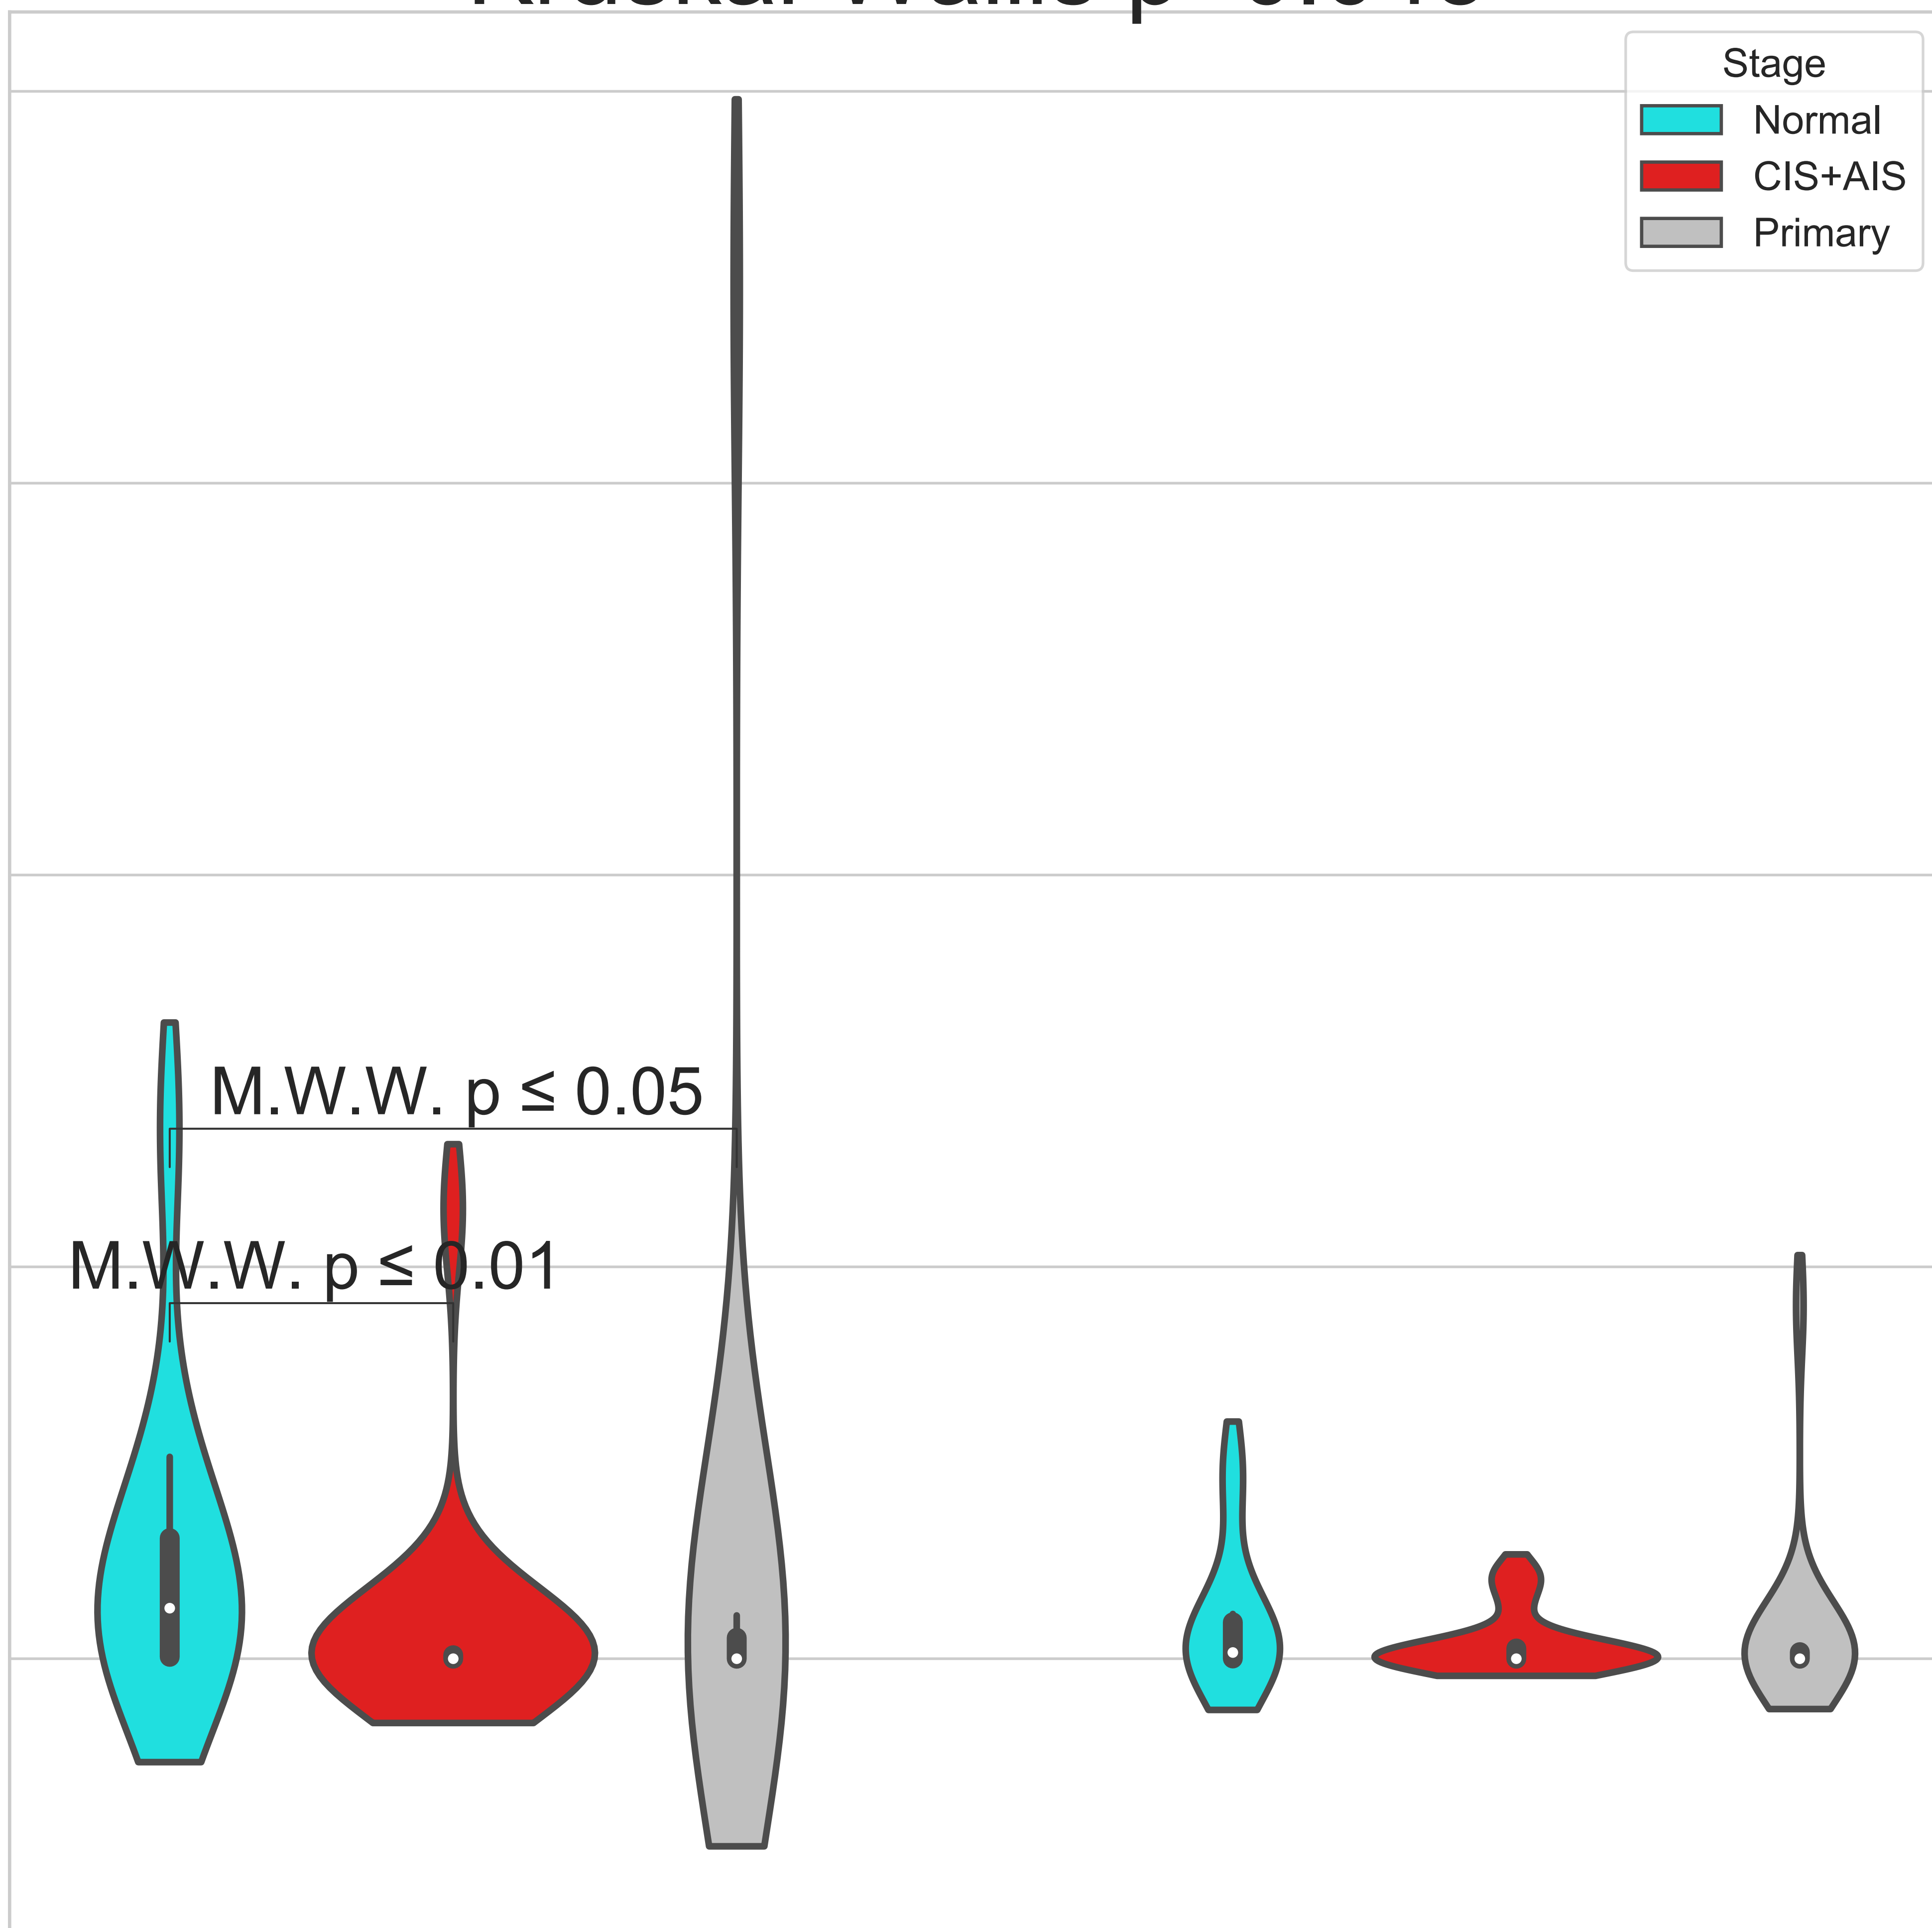 Stage
Normal
CIS+AIS
Primary
M.W.W. p ≤ 0.05
M.W.W. p ≤ 0.01